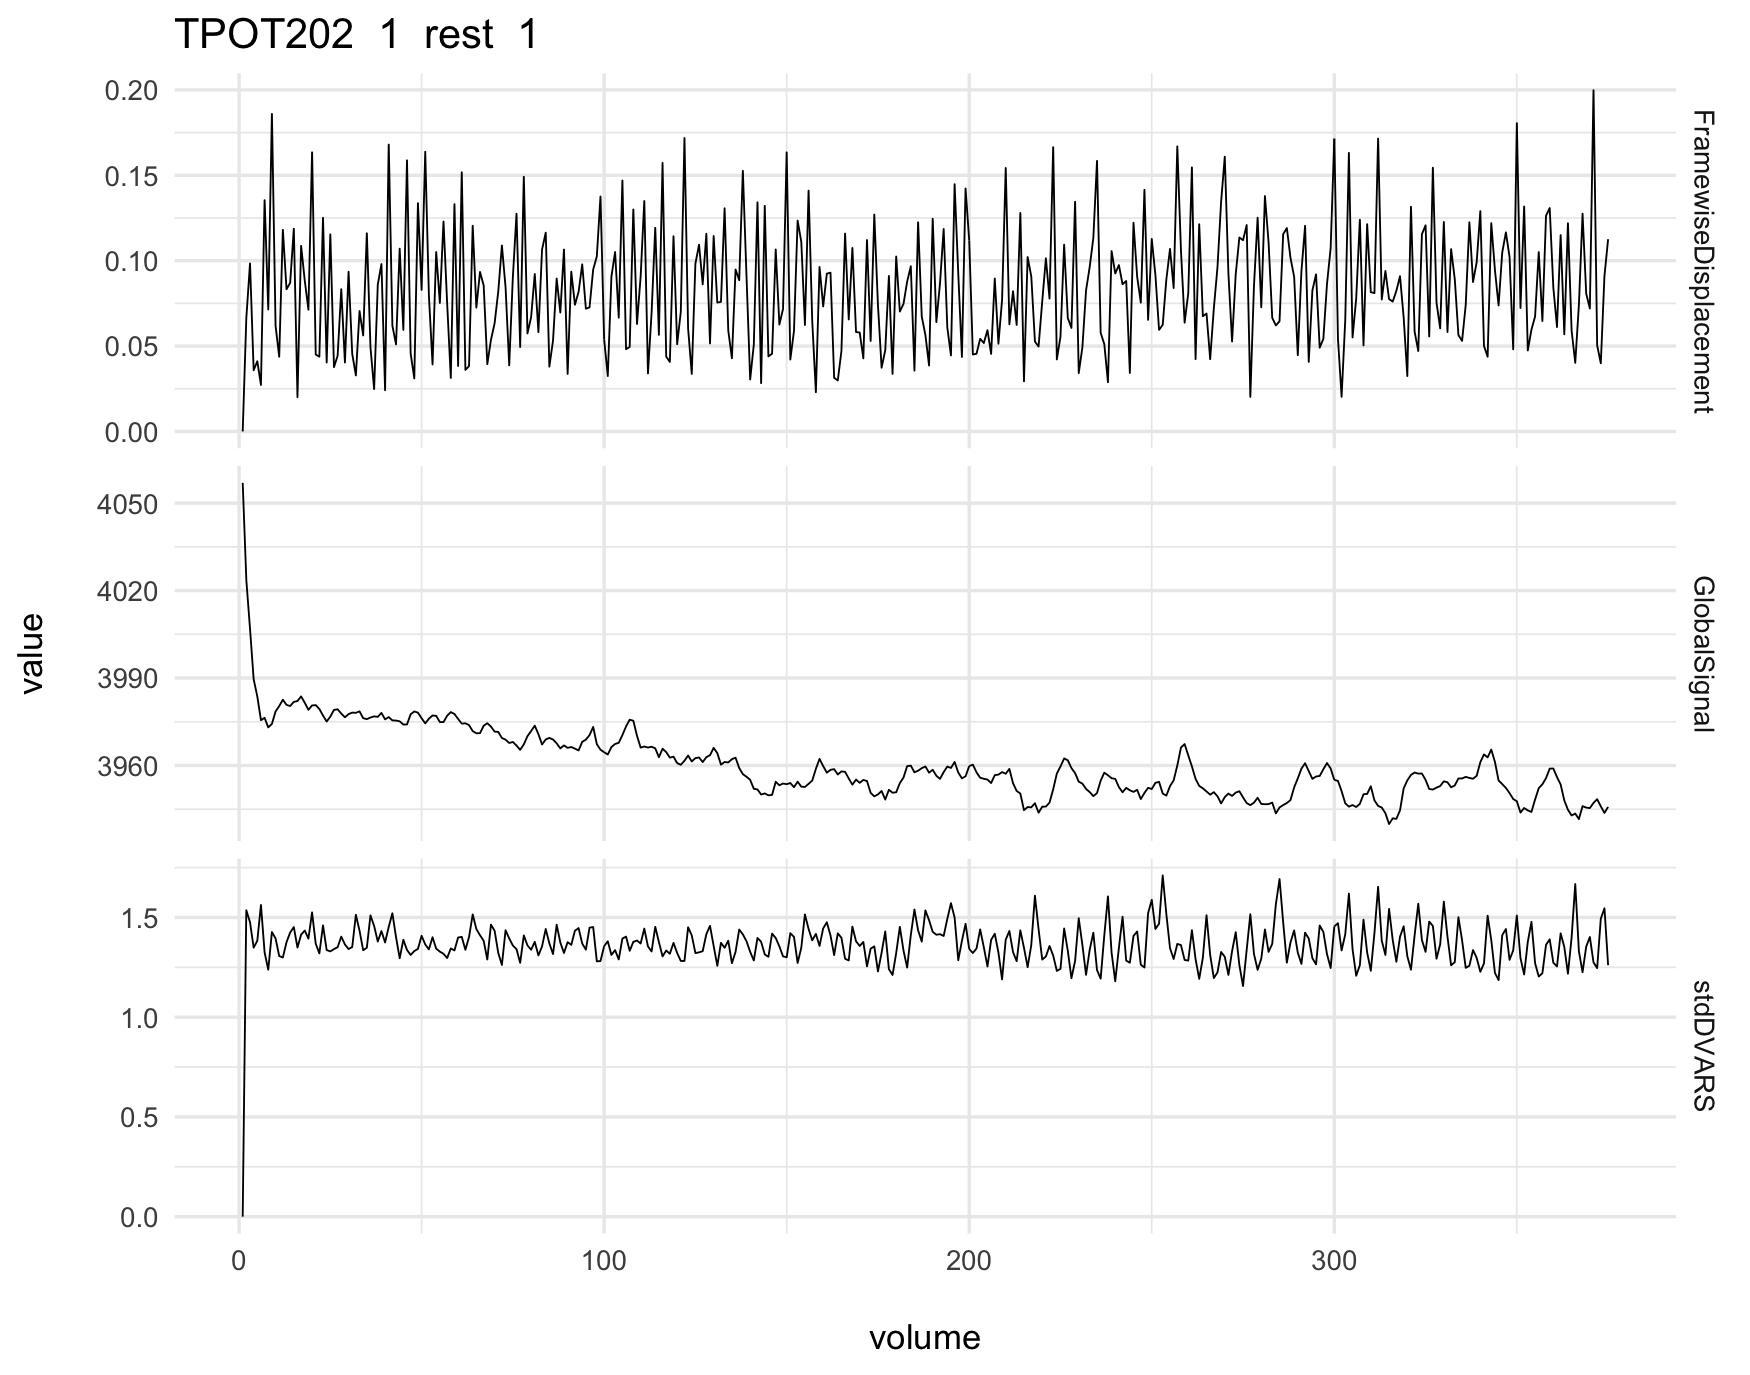 TPOT202 1 rest 1
0.20
0.15
0.10
0.05
0.00
FramewiseDisplacement
4050
4020
3990
3960
GlobalSignal
1.5
1.0
0.5
0.0
stdDVARS
value
0 100 200 300
volume